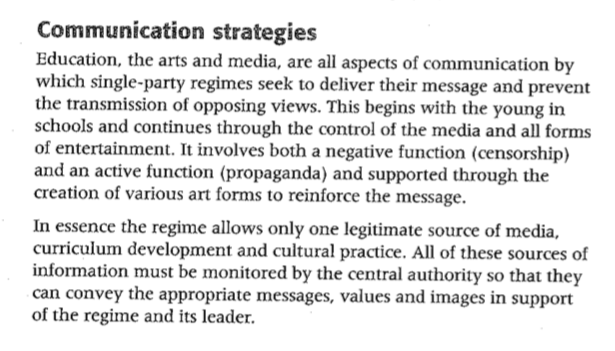 Communication strategies
Education, the arts and media, are all aspects of communication by
which single-party regimes seek to deliver their message and prevent
the transmission of opposing views. This begins with the young in
schools and continues through the control of the media and all forms
of entertainment. It involves both a negative function (censorship)
and an active function (propaganda) and supported through the
creation of various art forms to reinforce the message.
In essence the regime allows only one legitimate source of media,
curriculum development and cultural practice. All of these sources of
information must be monitored by the central authority so that they
can convey the appropriate messages, values and images in support
of the regime and its leader.